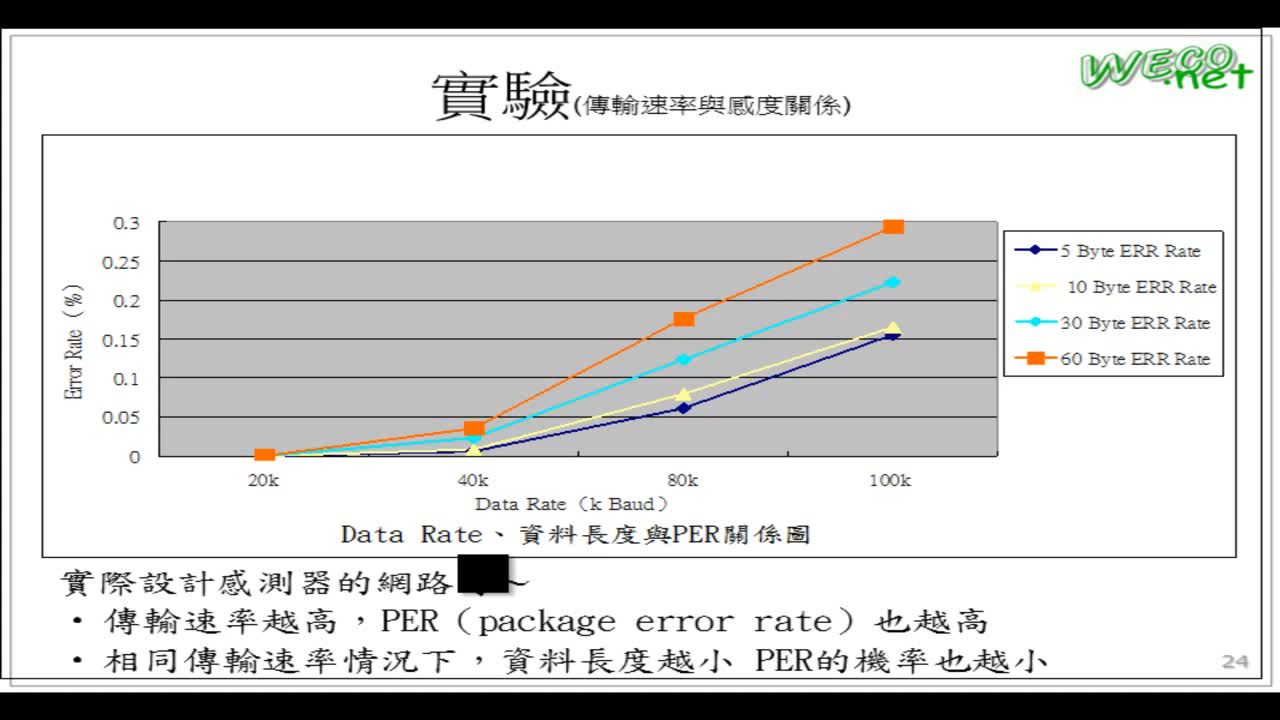 WECO
.net
實驗(傳輸速率與感度關係)
0.3
0.25
0.2
0.15
0.1
0.05
0
Error Rate (%)
20k
40k
80k
100k
Data Rate（k Baud）
5 Byte ERR Rate
10 Byte ERR Rate
30 Byte ERR Rate
60 Byte ERR Rate
Data Rate、資料長度與PER關係圖
實際設計感測器的網路 ~
• 傳輸速率越高，PER（package error rate）也越高
• 相同傳輸速率情況下，資料長度越小 PER的機率也越小
24